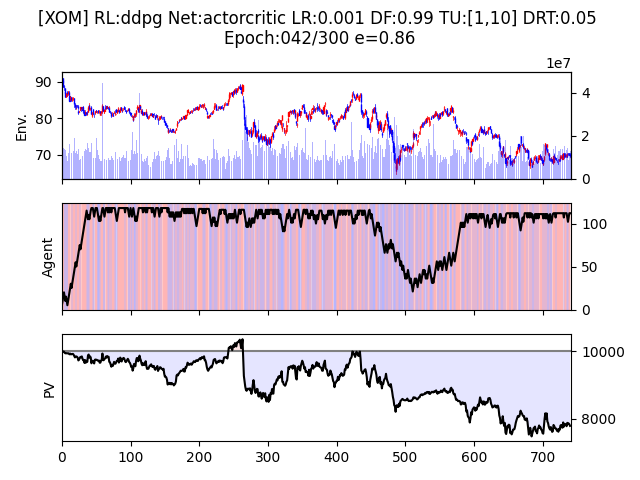 [XOM] RL:ddpg Net:actorcritic LR:0.001 DF:0.99 TU:[1,10] DRT:0.05
Epoch:042/300 e=0.86
1e7
90
80
70
Env.
4
2
0
Agent
100
50
0
PV
10000
8000
0 100 200 300 400 500 600 700